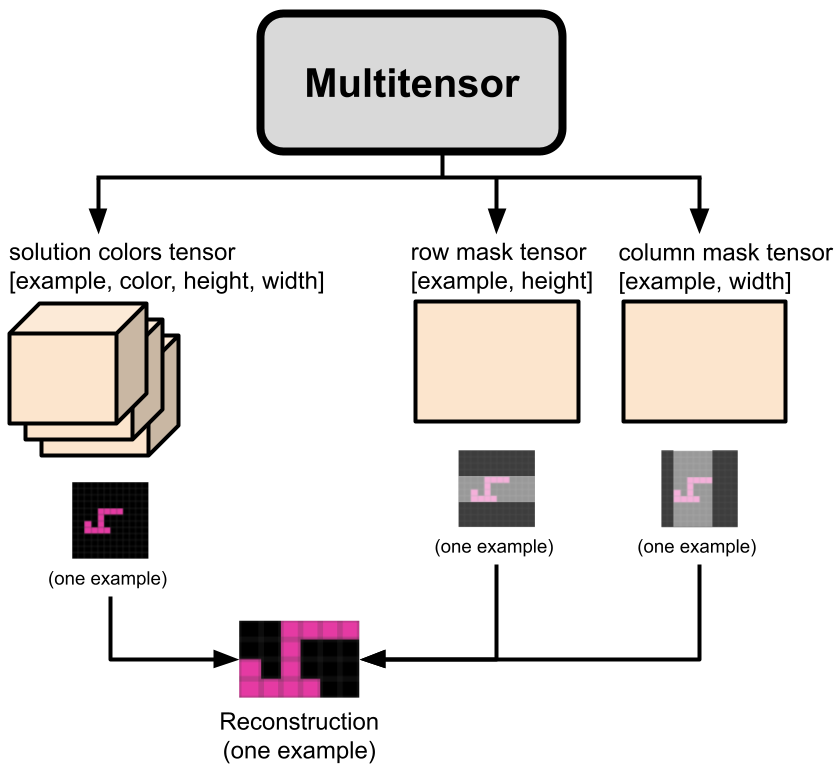 Multitensor
solution colors tensor
[example, color, height, width]
row mask tensor
[example, height]
column mask tensor
[example, width]
(one example)
(one example)
(one example)
Reconstruction
(one example)